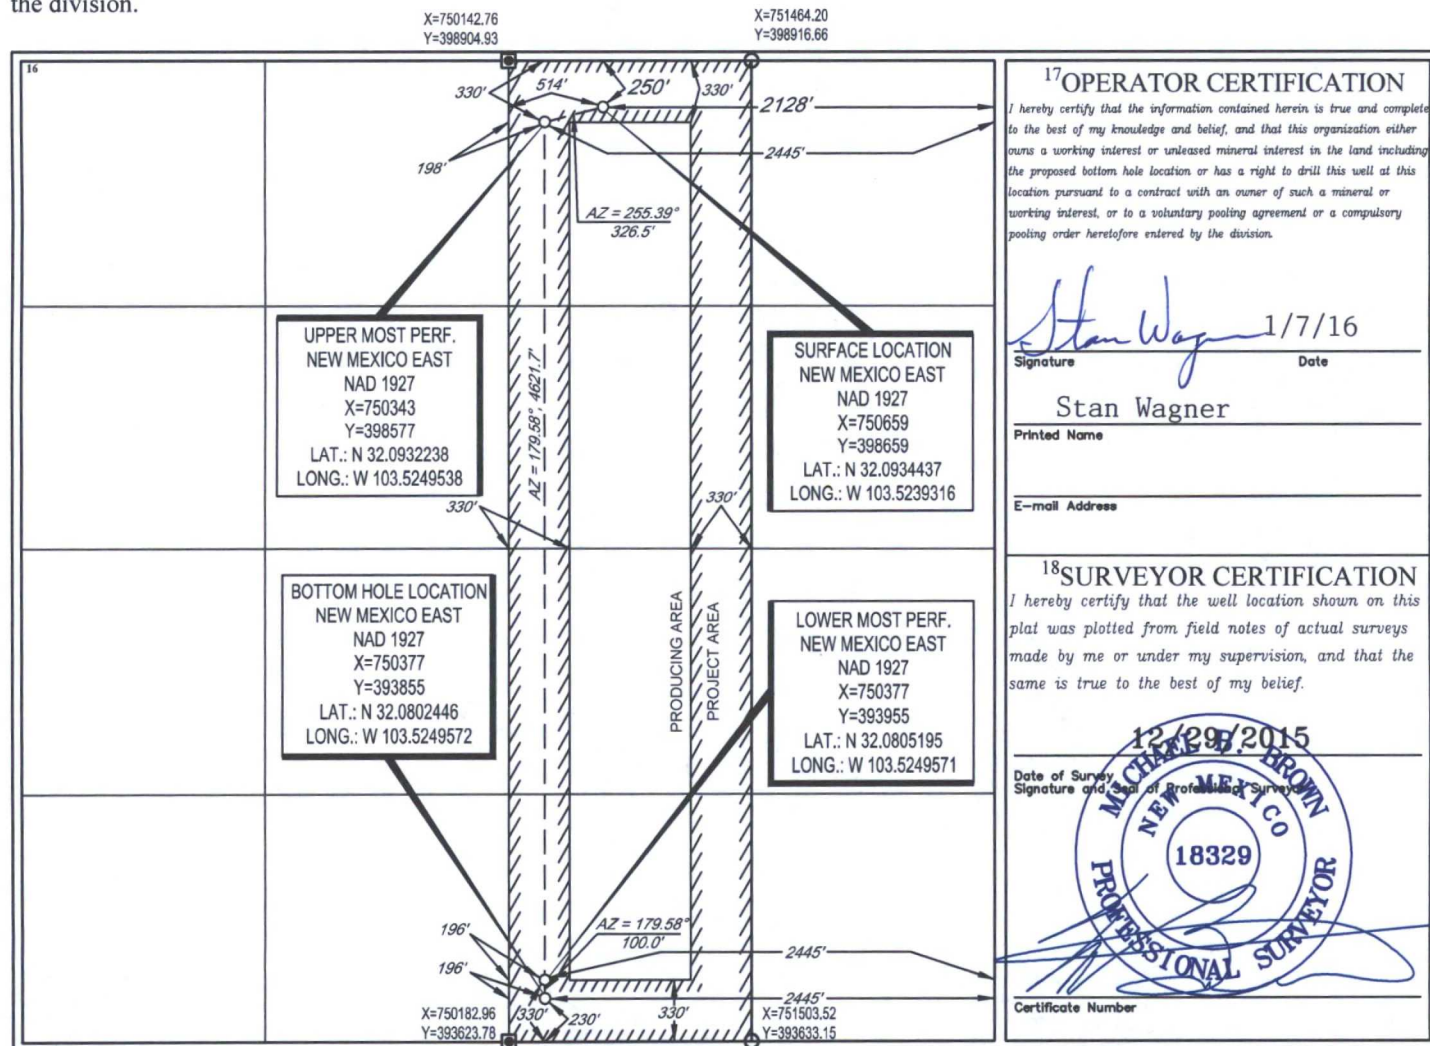 the division.
X=750142.76
Y=398904.93
X=751464.20
Y=398916.66
16
330'
514'
250'
330'
2128'
198'
2445'
AZ = 255.39°
326.5'
UPPER MOST PERF.
NEW MEXICO EAST
NAD 1927
X=750343
Y=398577
LAT.: N 32.0932238
LONG.: W 103.5249538
AZ = 179.58°, 4621.7'
SURFACE LOCATION
NEW MEXICO EAST
NAD 1927
X=750659
Y=398659
LAT.: N 32.0934437
LONG.: W 103.5239316
330'
330'
BOTTOM HOLE LOCATION
NEW MEXICO EAST
NAD 1927
X=750377
Y=393855
LAT.: N 32.0802446
LONG.: W 103.5249572
PRODUCING AREA
PROJECT AREA
LOWER MOST PERF.
NEW MEXICO EAST
NAD 1927
X=750377
Y=393955
LAT.: N 32.0805195
LONG.: W 103.5249571
196'
AZ = 179.58°
100.0'
2445'
196'
2445'
X=750182.96
Y=393623.78
330'
230'
330'
X=751503.52
Y=393633.15
17 OPERATOR CERTIFICATION
I hereby certify that the information contained herein is true and complete
to the best of my knowledge and belief, and that this organization either
owns a working interest or unleased mineral interest in the land including
the proposed bottom hole location or has a right to drill this well at this
location pursuant to a contract with an owner of such a mineral or
working interest, or to a voluntary pooling agreement or a compulsory
pooling order heretofore entered by the division.
Stan Wagner 1/7/16
Signature Date
Stan Wagner
Printed Name
E-mail Address
18 SURVEYOR CERTIFICATION
I hereby certify that the well location shown on this
plat was plotted from field notes of actual surveys
made by me or under my supervision, and that the
same is true to the best of my belief.
12/29/2015
Date of Survey
Signature and Seal of Professional Surveyor
MICHAEL B. BROWN
NEW MEXICO
18329
PROFESSIONAL SURVEYOR
Certificate Number